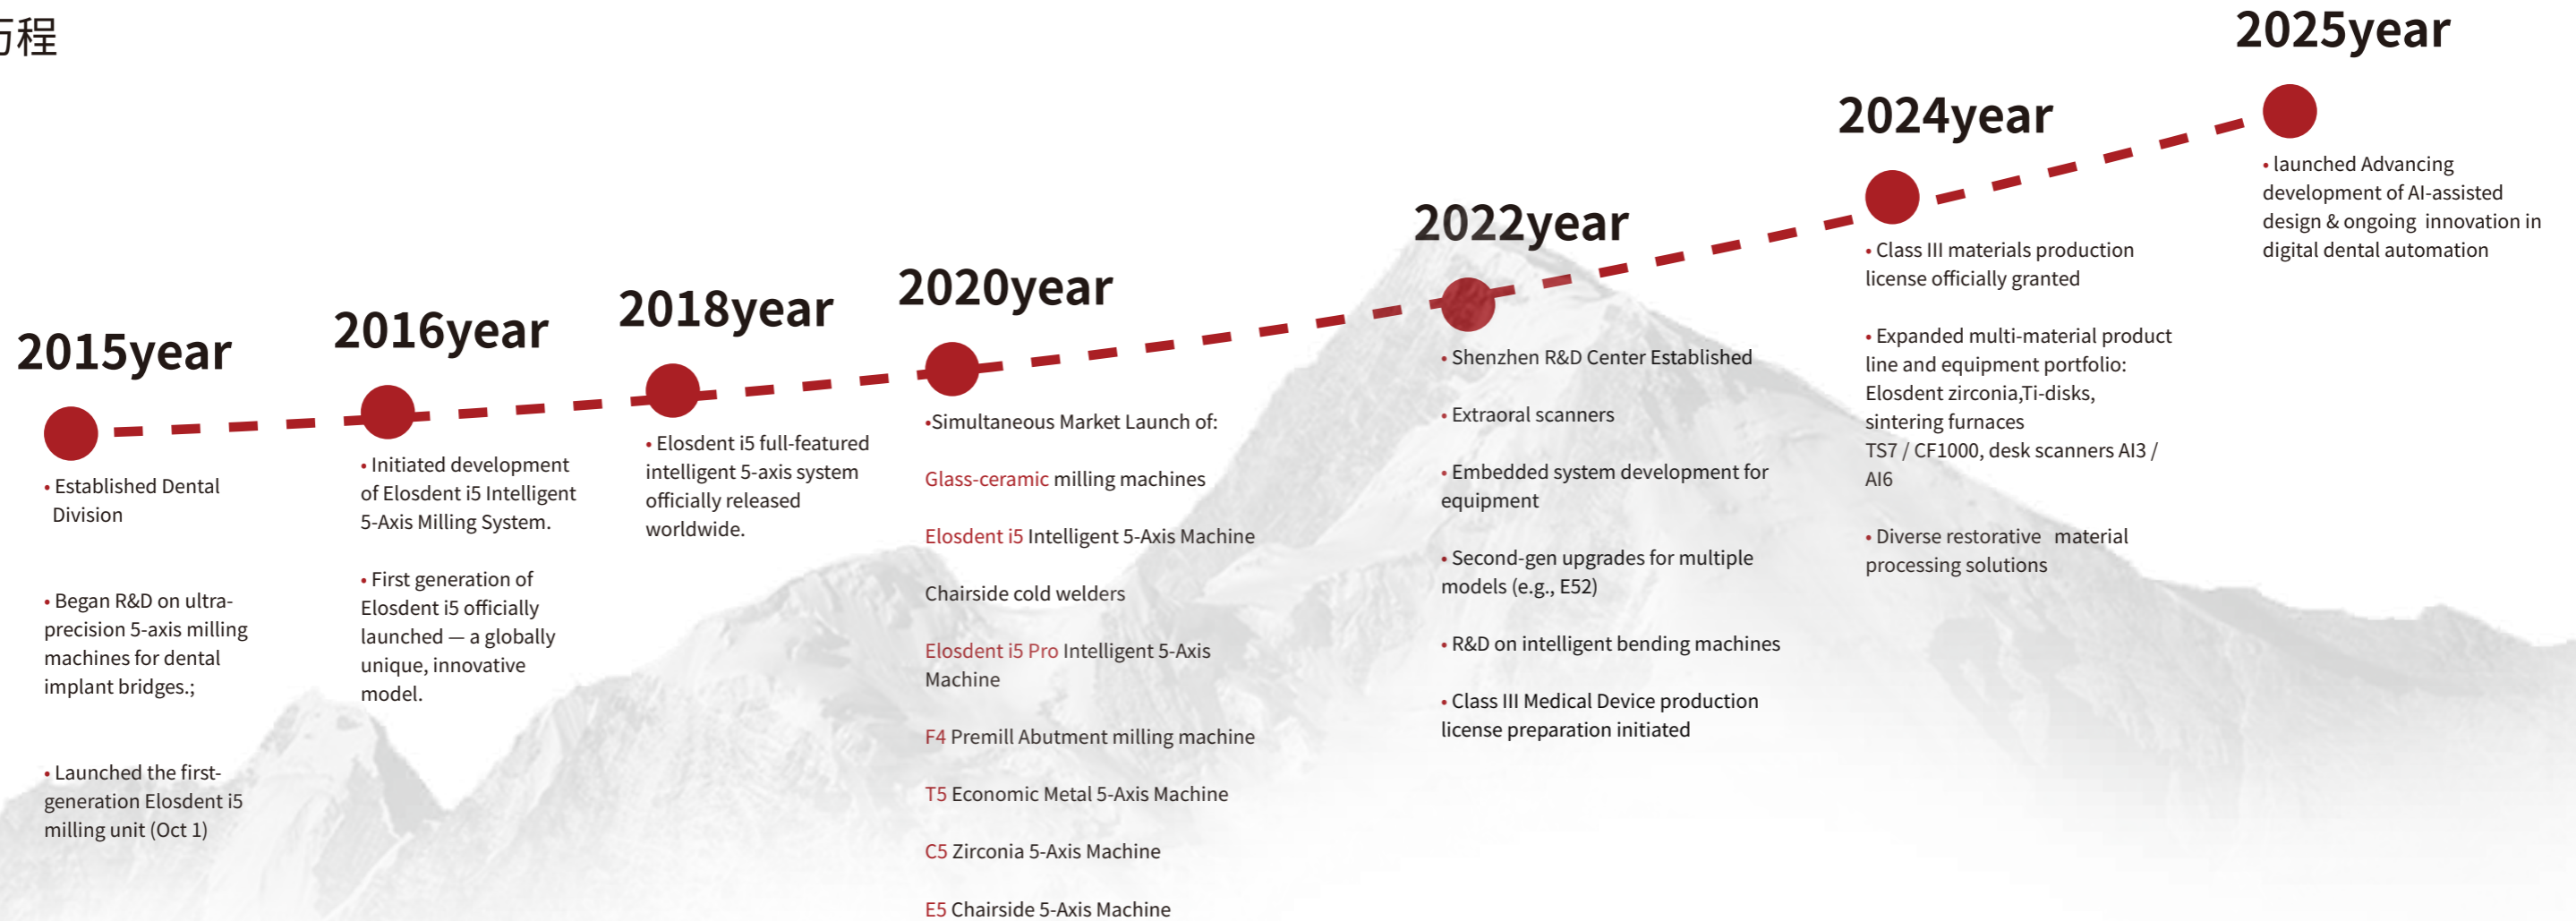 程
2015year
• Established Dental
Division
• Began R&D on ultra-
precision 5-axis milling
machines for dental
implant bridges.;
• Launched the first-
generation Elosdent i5
milling unit (Oct 1)
2016year
• Initiated development
of Elosdent i5 Intelligent
5-Axis Milling System.
• First generation of
Elosdent i5 officially
launched — a globally
unique, innovative
model.
2018year
• Elosdent i5 full-featured
intelligent 5-axis system
officially released
worldwide.
2020year
•Simultaneous Market Launch of:
Glass-ceramic milling machines
Elosdent i5 Intelligent 5-Axis Machine
Chairside cold welders
Elosdent i5 Pro Intelligent 5-Axis
Machine
F4 Premill Abutment milling machine
T5 Economic Metal 5-Axis Machine
C5 Zirconia 5-Axis Machine
E5 Chairside 5-Axis Machine
2022year
• Shenzhen R&D Center Established
• Extraoral scanners
• Embedded system development for
equipment
• Second-gen upgrades for multiple
models (e.g., E52)
• R&D on intelligent bending machines
• Class III Medical Device production
license preparation initiated
2024year
• Class III materials production
license officially granted
• Expanded multi-material product
line and equipment portfolio:
Elosdent zirconia,Ti-disks,
sintering furnaces
TS7 / CF1000, desk scanners AI3 /
AI6
• Diverse restorative material
processing solutions
2025year
• launched Advancing
development of AI-assisted
design & ongoing innovation in
digital dental automation